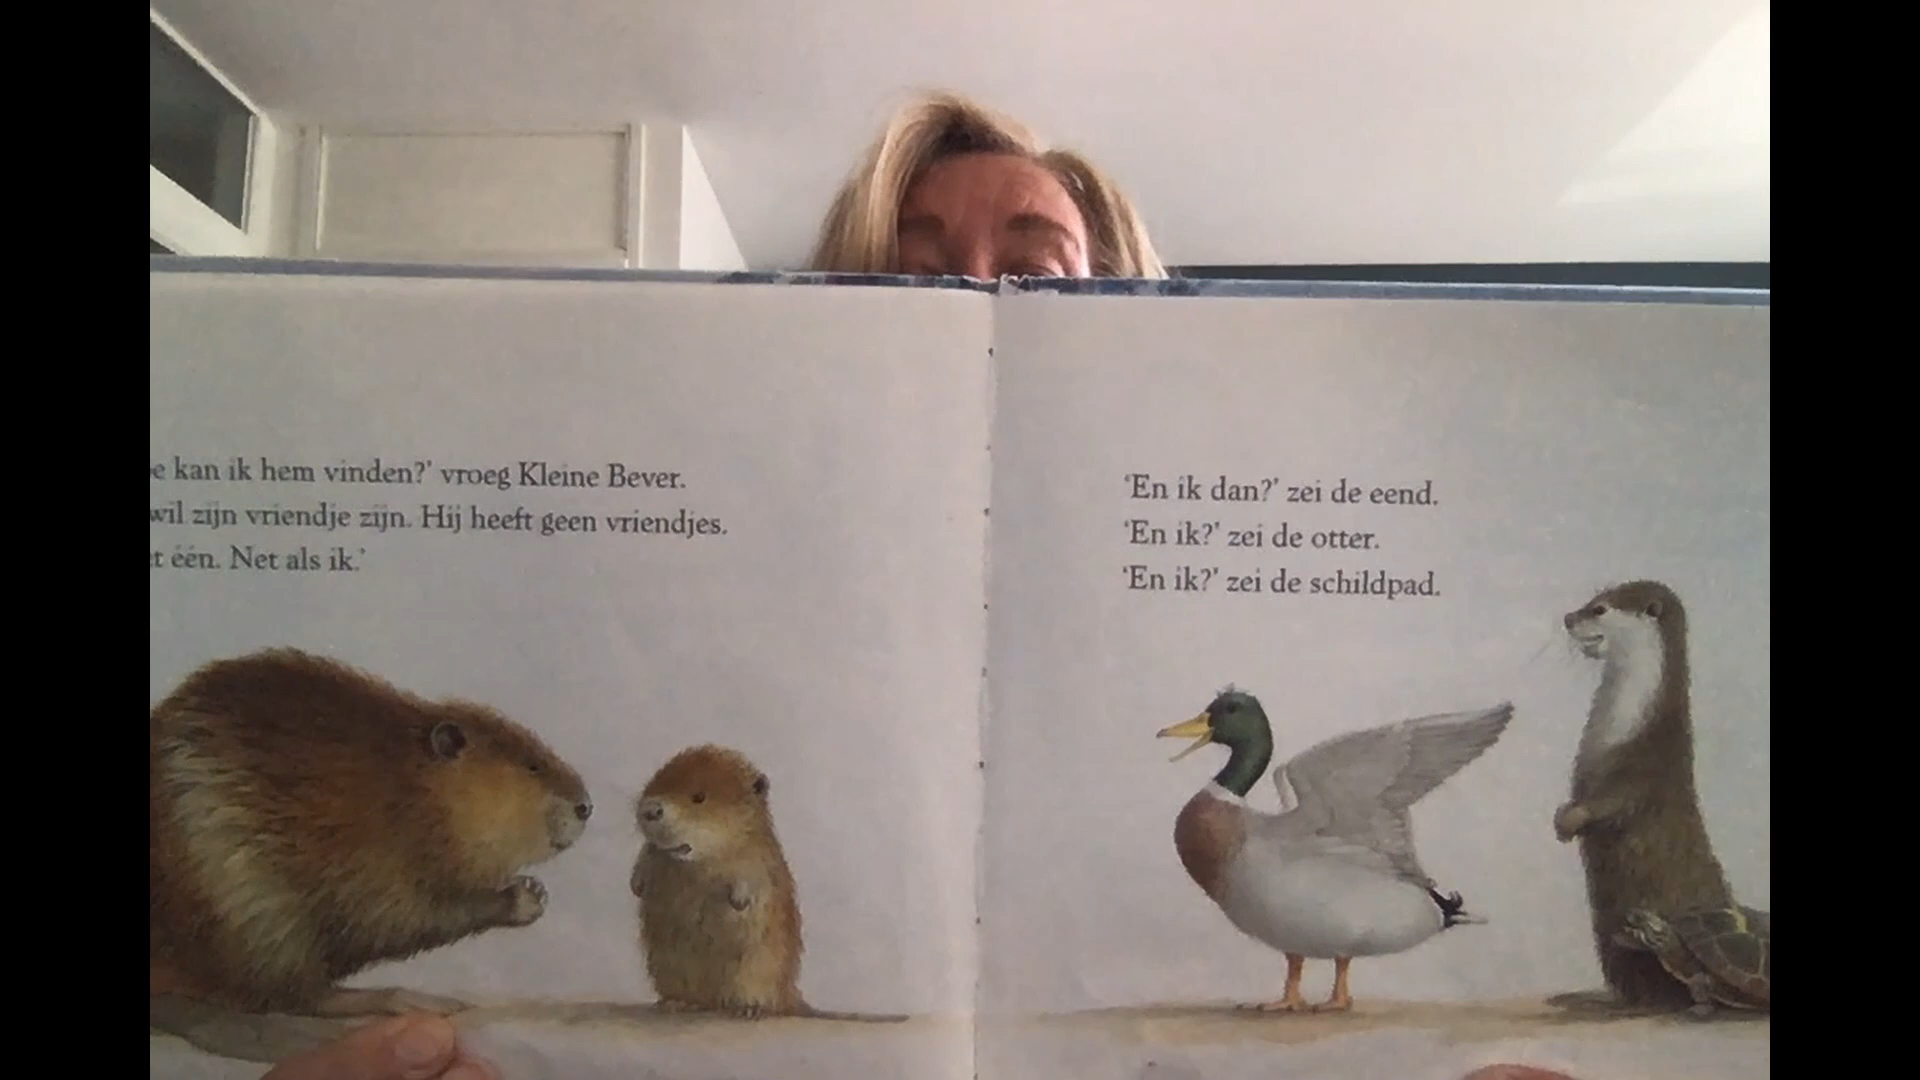 kan ik hem vinden?’ vroeg Kleine Bever.
wil zijn vriendje zijn. Hij heeft geen vriendjes.
één. Net als ik.’
‘En ik dan?’ zei de eend.
‘En ik?’ zei de otter.
‘En ik?’ zei de schildpad.